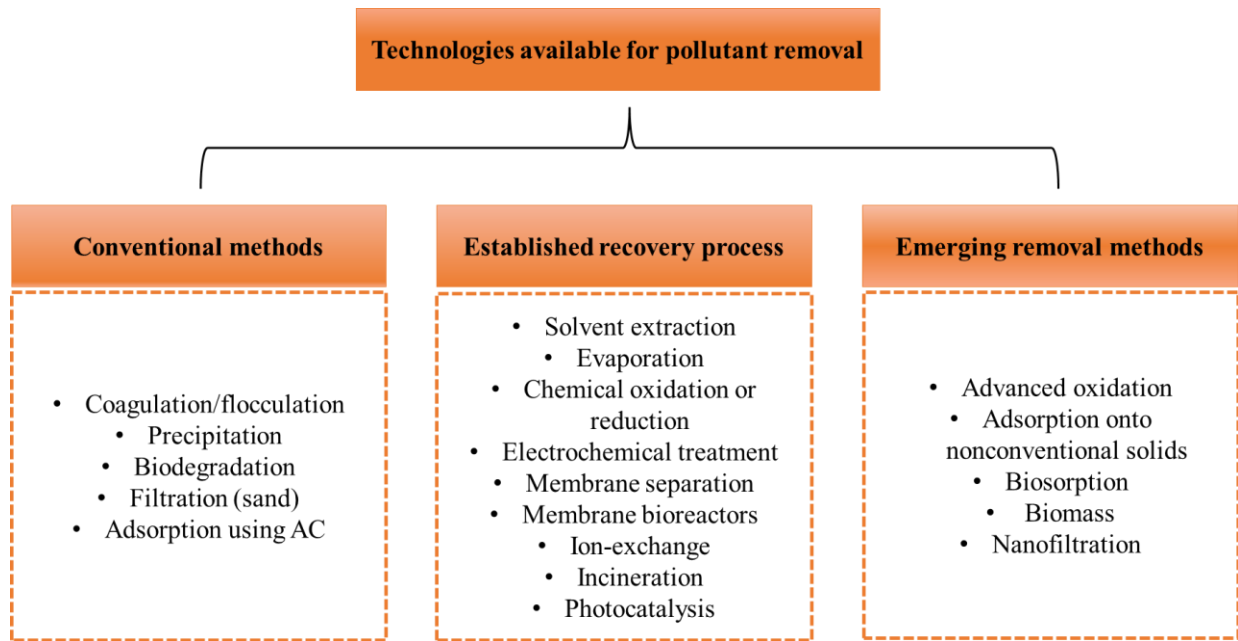 Technologies available for pollutant removal
Conventional methods
• Coagulation/flocculation
• Precipitation
• Biodegradation
• Filtration (sand)
• Adsorption using AC
Established recovery process
• Solvent extraction
• Evaporation
• Chemical oxidation or
reduction
• Electrochemical treatment
• Membrane separation
• Membrane bioreactors
• Ion-exchange
• Incineration
• Photocatalysis
Emerging removal methods
• Advanced oxidation
• Adsorption onto
nonconventional solids
• Biosorption
• Biomass
• Nanofiltration